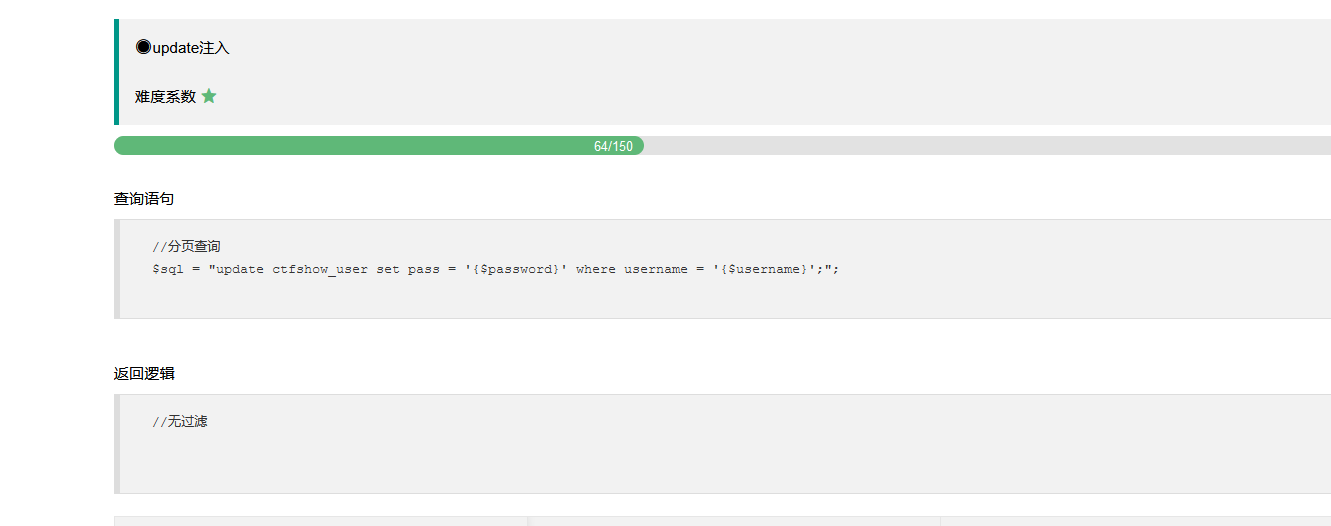 ◉update注入
难度系数 ★
64/150
查询语句
//分页查询
$sql = "update ctfshow_user set pass = '{$password}' where username = '{$username}';";
返回逻辑
//无过滤